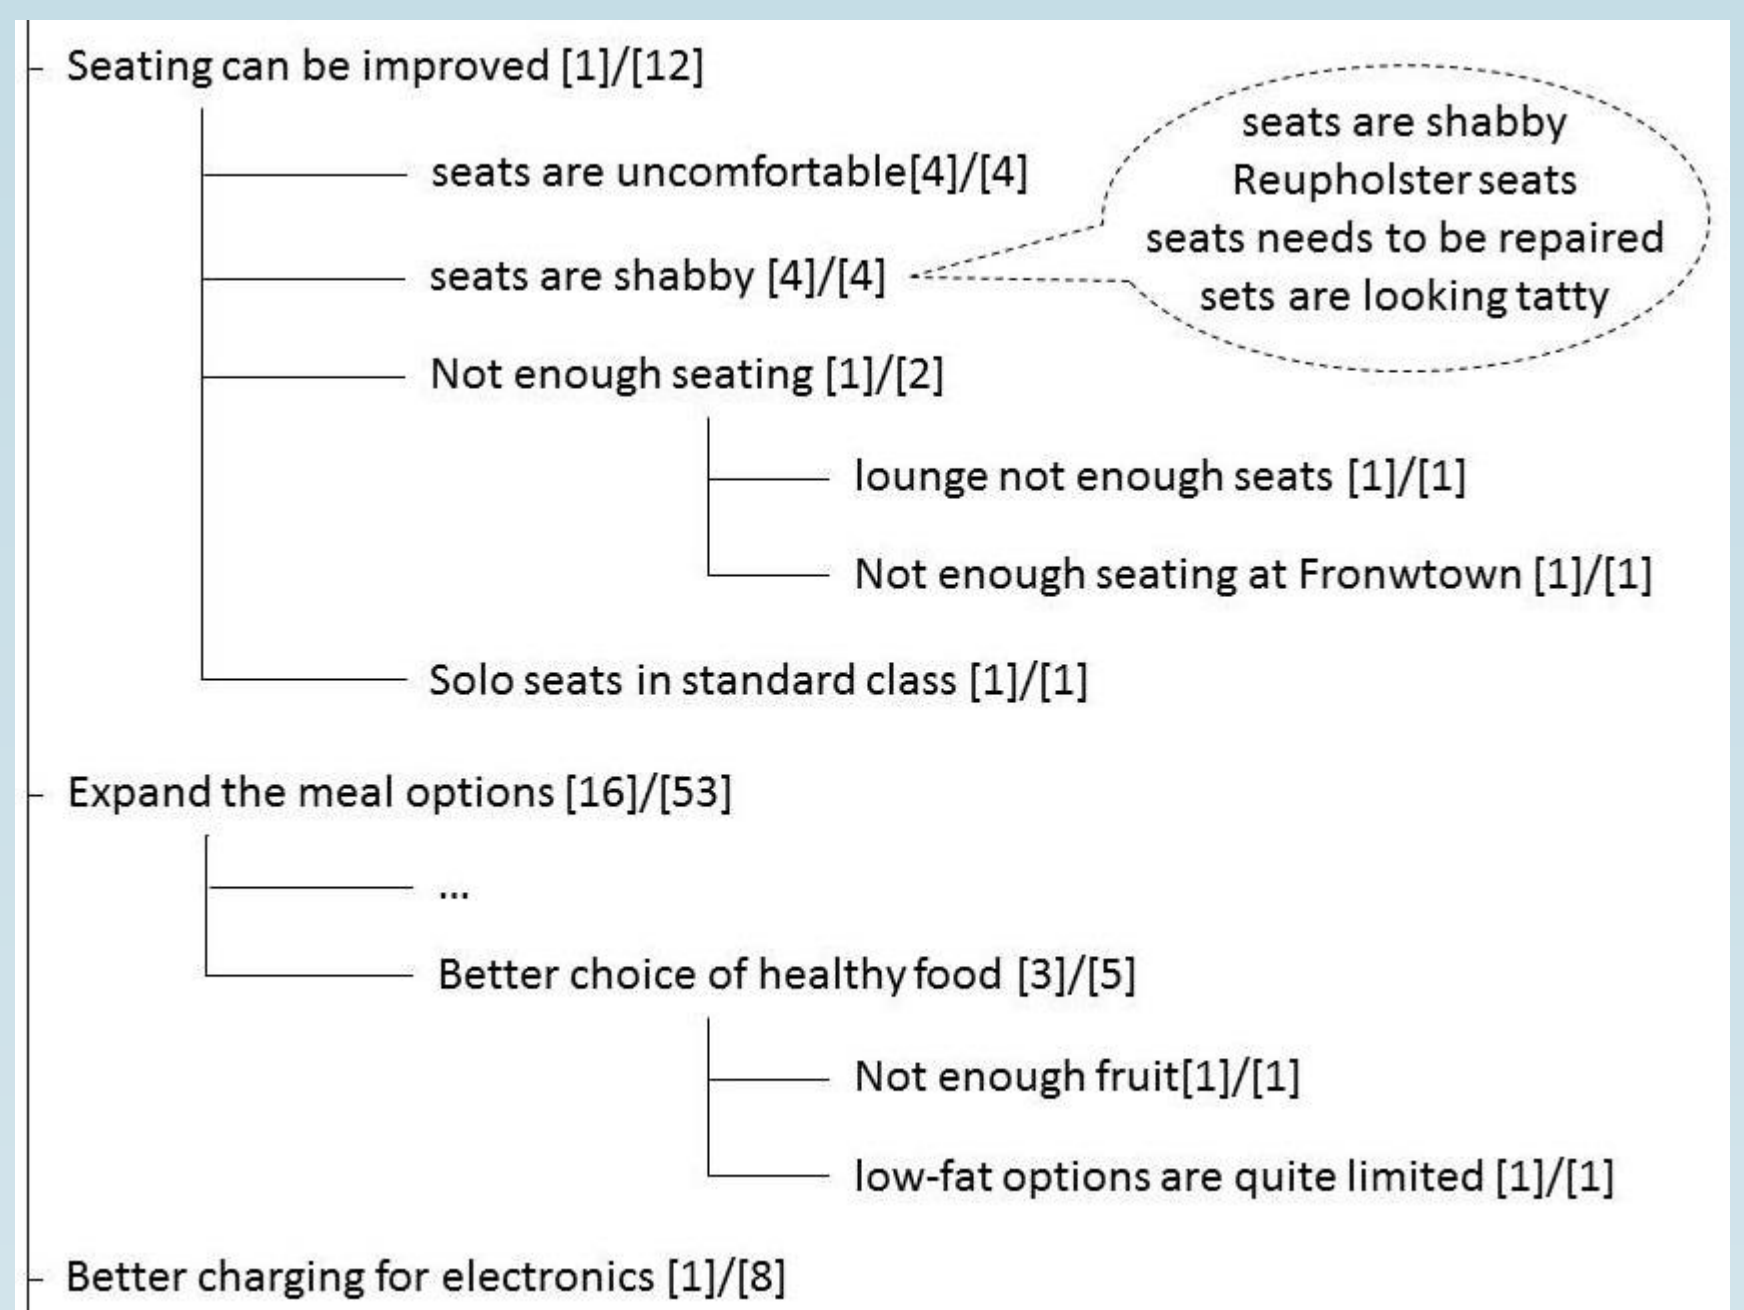 Seating can be improved [1]/[12]
seats are uncomfortable[4]/[4]
seats are shabby [4]/[4]
seats are shabby
Reupholster seats
seats needs to be repaired
sets are looking tatty
Not enough seating [1]/[2]
lounge not enough seats [1]/[1]
Not enough seating at Fronwtown [1]/[1]
Solo seats in standard class [1]/[1]
Expand the meal options [16]/[53]
...
Better choice of healthy food [3]/[5]
Not enough fruit[1]/[1]
low-fat options are quite limited [1]/[1]
Better charging for electronics [1]/[8]